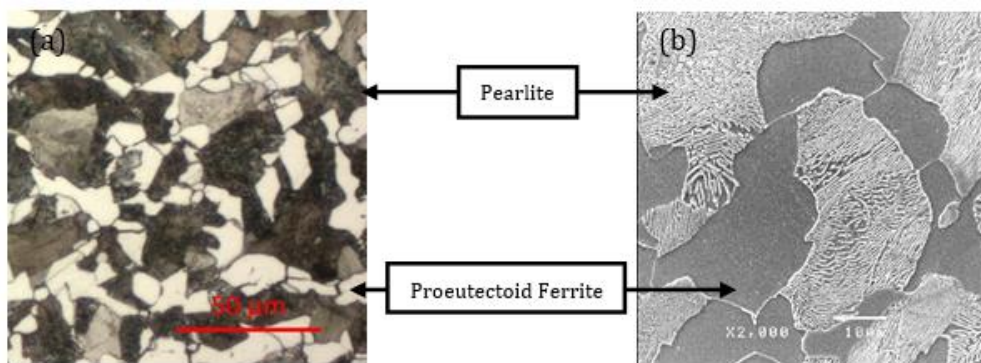 (a)
(b)
Pearlite
Proeutectoid Ferrite
50 µm
X2,000